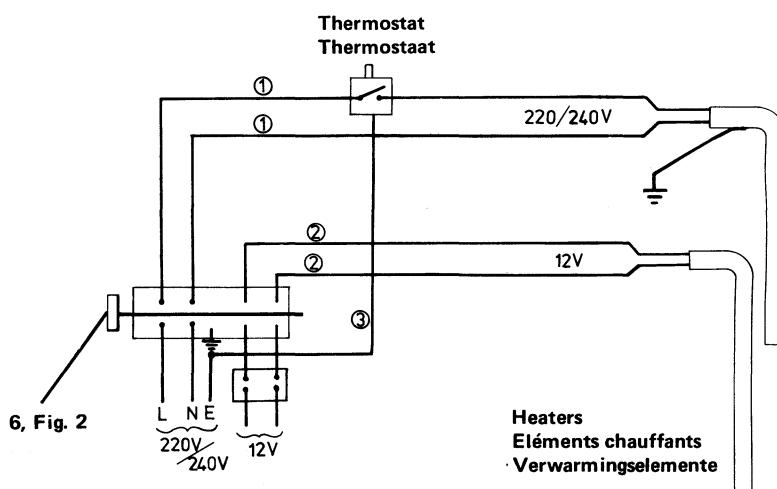 Thermostat
Thermostaat
①
①
220/240V
②
②
12V
③
6, Fig. 2
L N E
220V/240V
12V
Heaters
Eléments chauffants
Verwarmingselemente